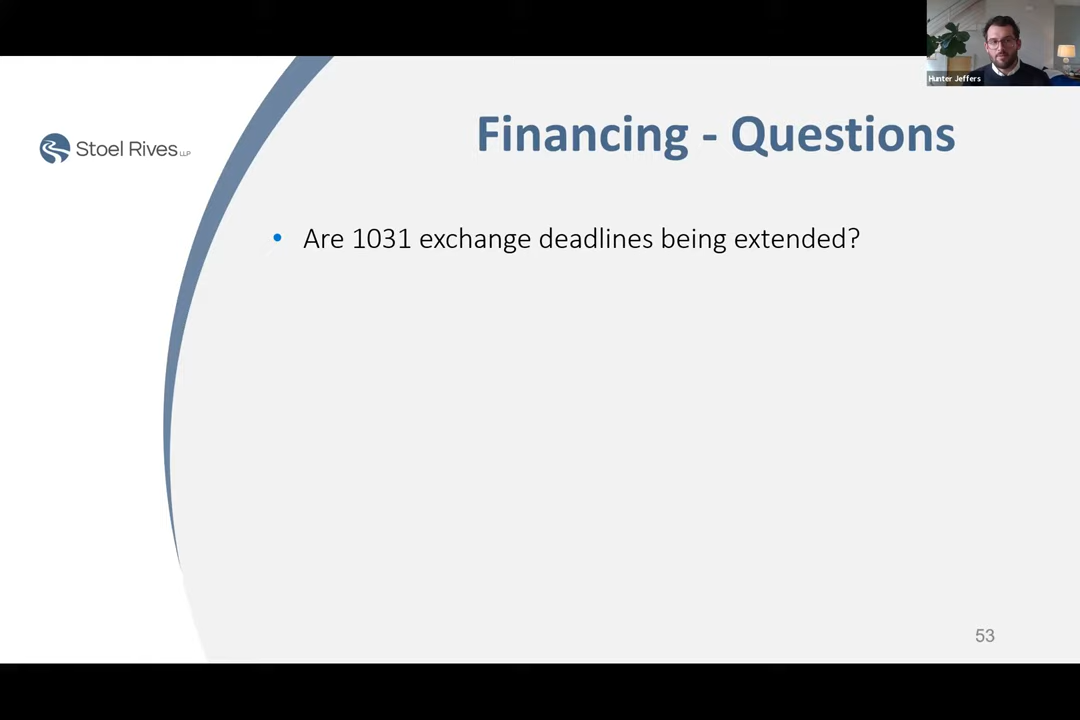 Hunter Jeffers
Financing - Questions
Stoel Rives LLP
• Are 1031 exchange deadlines being extended?
53